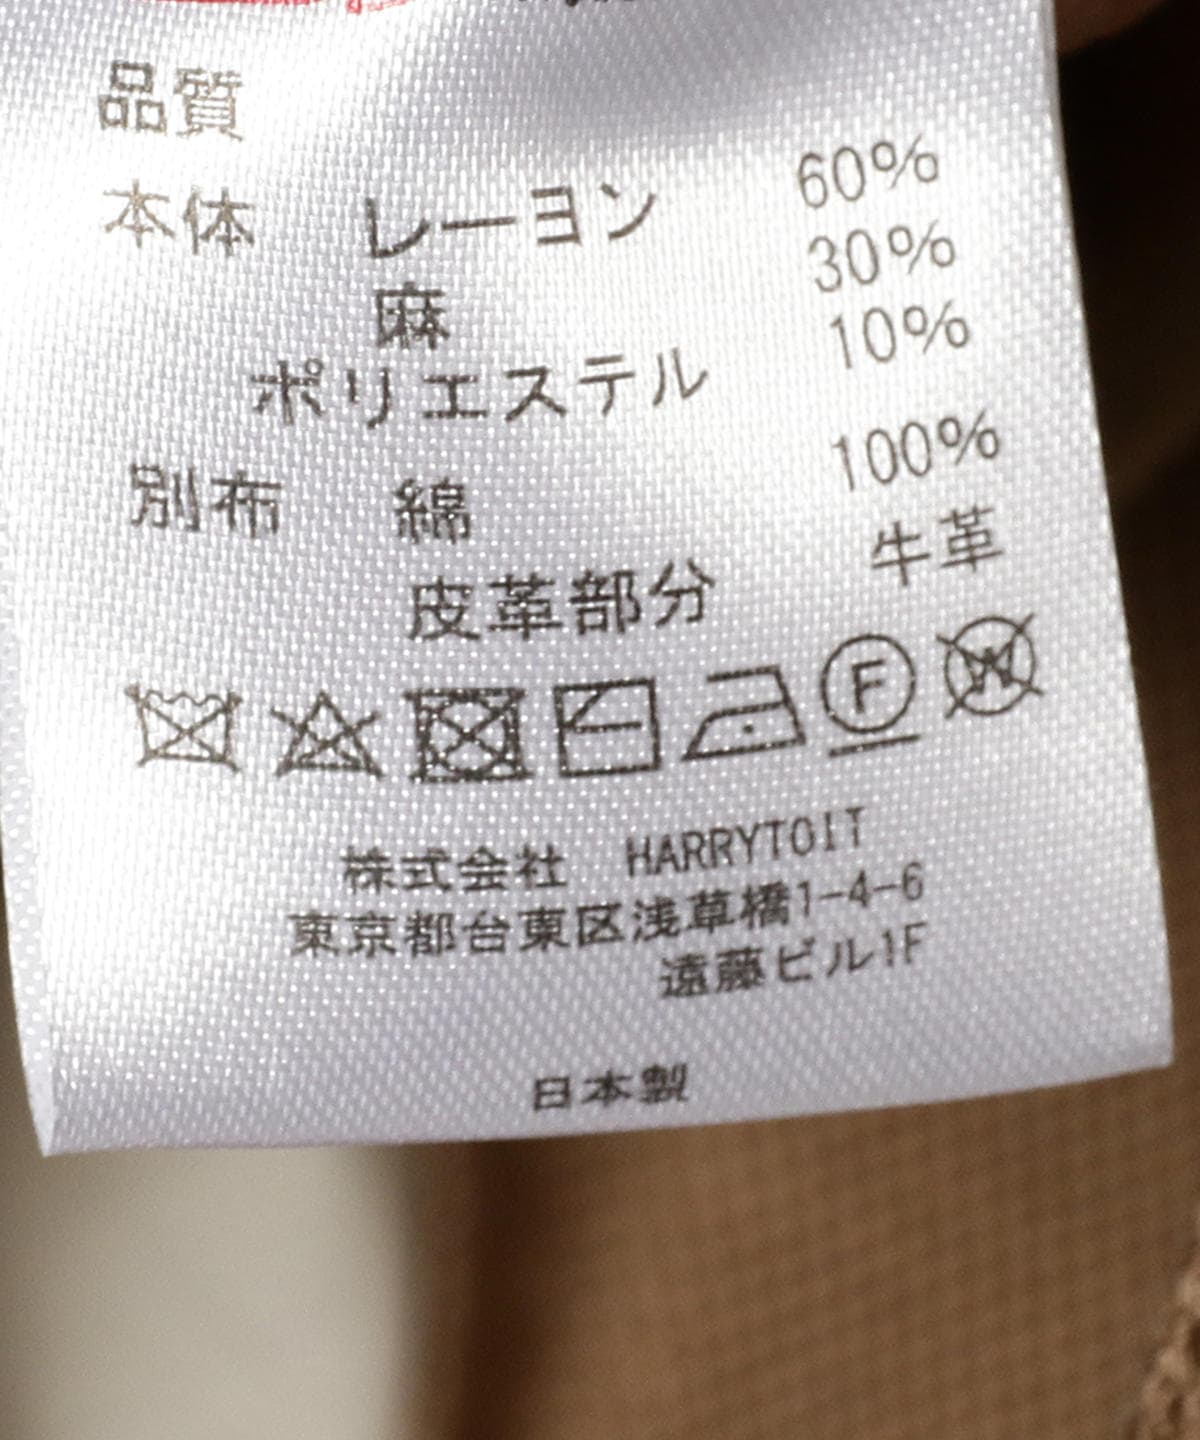 品質
本体 レーヨン 60%
麻 30%
ポリエステル 10%
別布 綿 100%
皮革部分 牛革
F W
株式会社 HARRYTOIT
東京都台東区浅草橋1-4-6
遠藤ビル1F
日本製